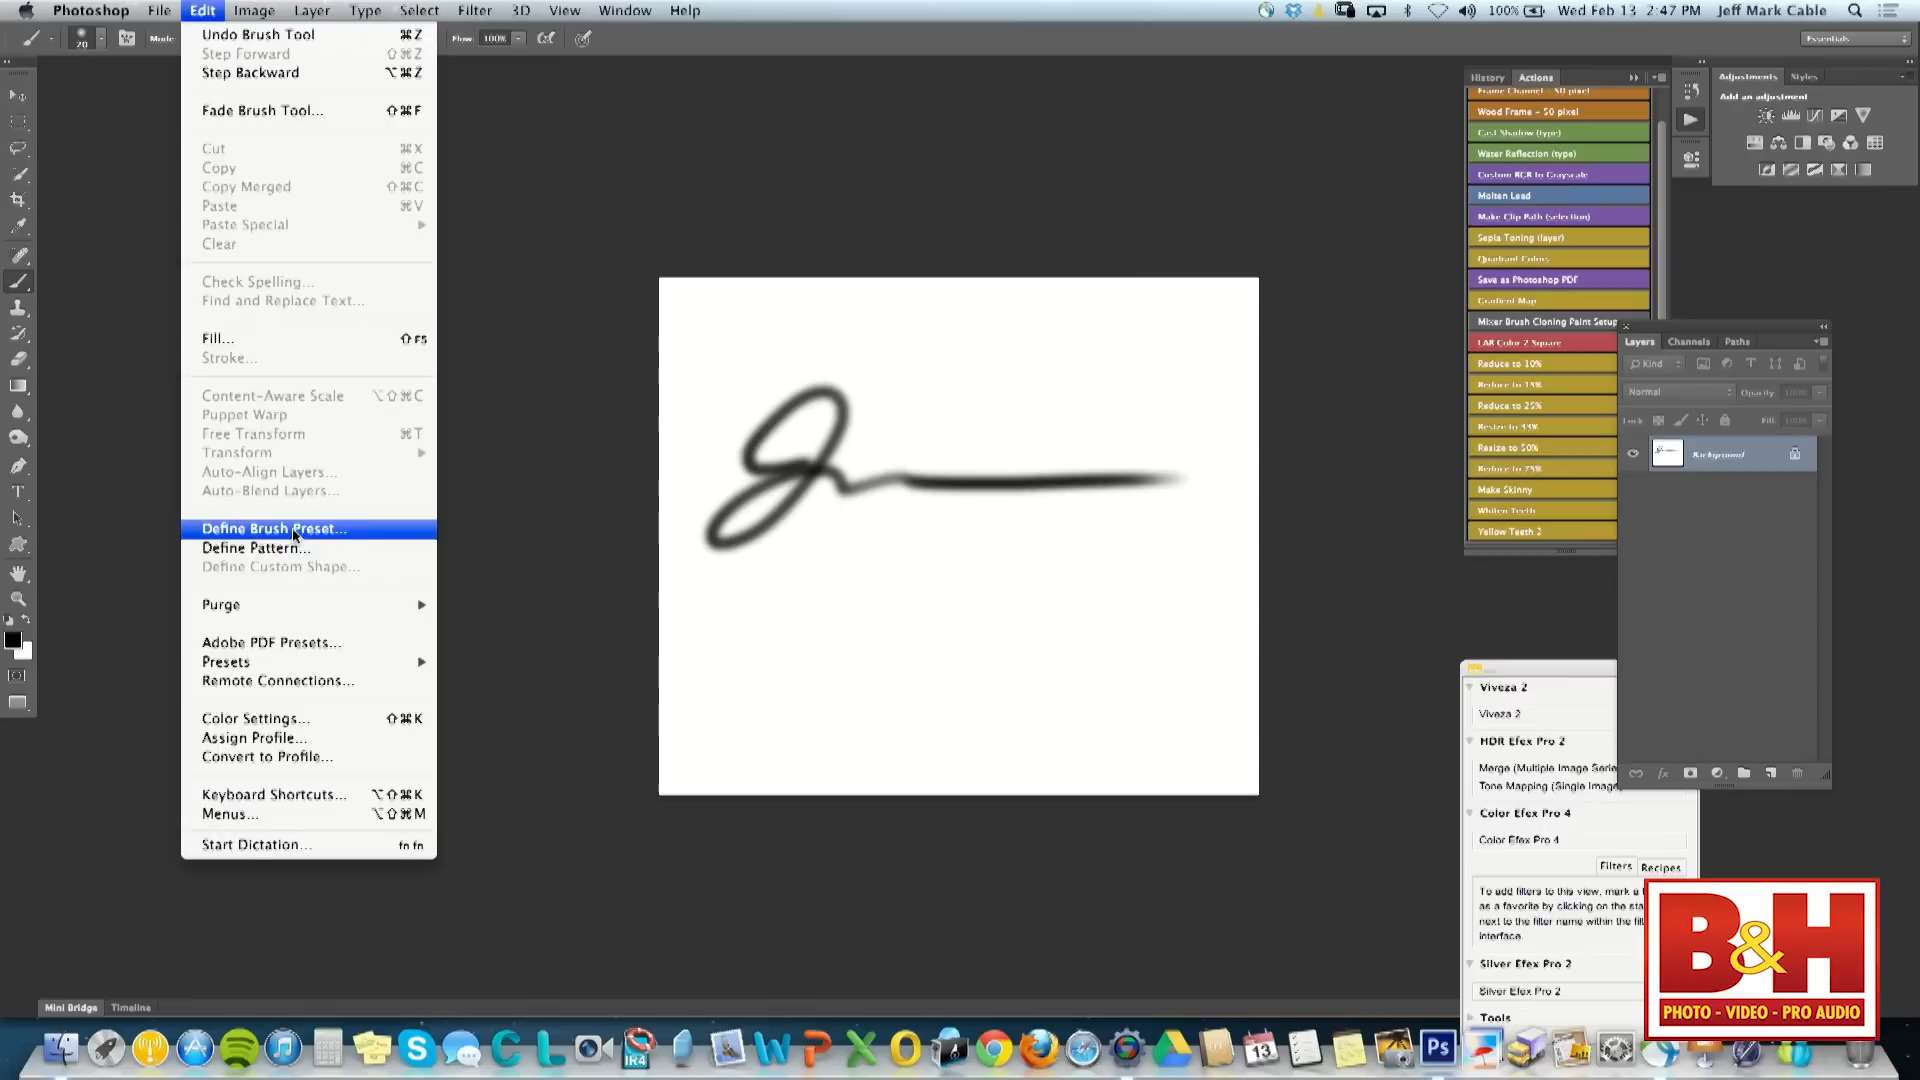 Photoshop File Edit Image Layer Type Select Filter 3D View Window Help 100% Wed Feb 13 2:47 PM Jeff Mark Cable
20 Mode: Flow: 100% Essentials
Undo Brush Tool ⌘Z
Step Forward ⇧⌘Z
Step Backward ⌥⌘Z
Fade Brush Tool... ⇧⌘F
Cut ⌘X
Copy ⌘C
Copy Merged ⇧⌘C
Paste ⌘V
Paste Special
Clear
Check Spelling...
Find and Replace Text...
Fill... ⇧F5
Stroke...
Content-Aware Scale ⌥⇧⌘C
Puppet Warp
Free Transform ⌘T
Transform
Auto-Align Layers...
Auto-Blend Layers...
Define Brush Preset...
Define Pattern...
Define Custom Shape...
Purge
Adobe PDF Presets...
Presets
Remote Connections...
Color Settings... ⇧⌘K
Assign Profile...
Convert to Profile...
Keyboard Shortcuts... ⌥⇧⌘K
Menus... ⌥⇧⌘M
Start Dictation... fn fn
History Actions
Frame Channel - 50 pixel
Wood Frame - 50 pixel
Cast Shadow (type)
Water Reflection (type)
Custom RGB to Grayscale
Molten Lead
Make Clip Path (selection)
Sepia Toning (layer)
Quadrant Colors
Save as Photoshop PDF
Gradient Map
Mixer Brush Cloning Paint Setup
LAB Color 2 Square
Reduce to 10%
Reduce to 15%
Reduce to 25%
Resize to 33%
Resize to 50%
Reduce to 75%
Make Skinny
Whiten Teeth
Yellow Teeth 2
Adjustments Styles
Add an adjustment
Layers Channels Paths
Kind
Normal Opacity:
Lock: Fill:
Background
Viveza 2
Viveza 2
HDR Efex Pro 2
Merge (Multiple Image Serie
Tone Mapping (Single Image)
Color Efex Pro 4
Color Efex Pro 4
Filters Recipes
To add filters to this view, mark a
as a favorite by clicking on the sta
next to the filter name within the fil
interface.
Silver Efex Pro 2
Silver Efex Pro 2
Tools
B&H
PHOTO - VIDEO - PRO AUDIO
Mini Bridge Timeline
IR4 13 Ps